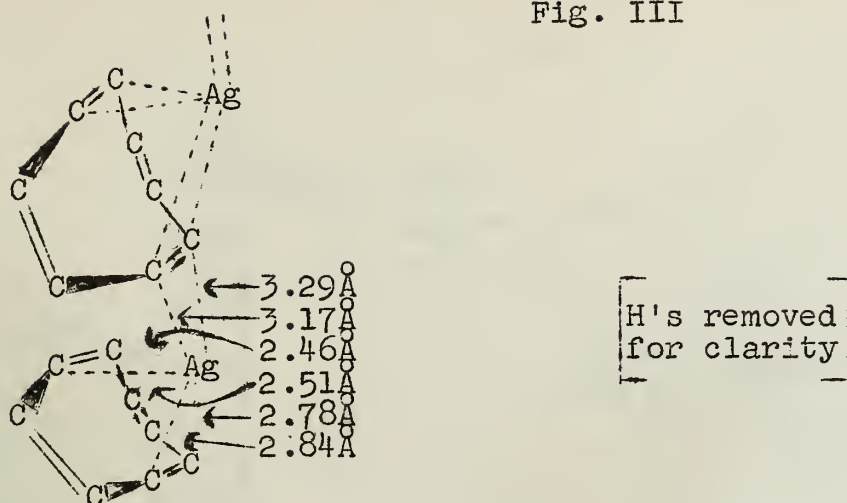 Fig. III
C
Ag
C
C
C
C
C
C
C
3.29Å
3.17Å
H's removed
2.46Å
for clarity
C
C
Ag
2.51Å
C
C
2.78Å
C
2.84Å
C
C
C